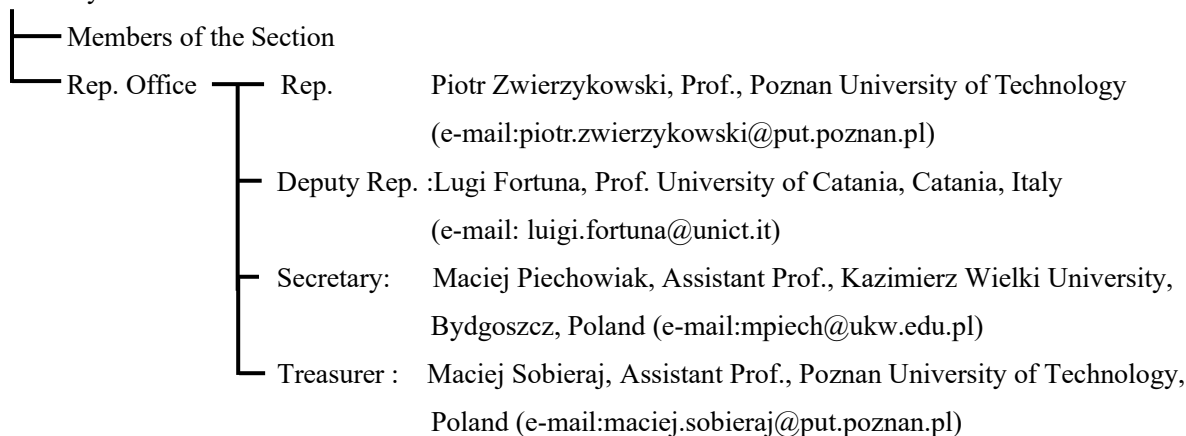 Members of the Section
Rep. Office Rep. Piotr Zwierzykowski, Prof., Poznan University of Technology
(e-mail:piotr.zwierzykowski@put.poznan.pl)
Deputy Rep. :Lugi Fortuna, Prof. University of Catania, Catania, Italy
(e-mail: luigi.fortuna@unict.it)
Secretary: Maciej Piechowiak, Assistant Prof., Kazimierz Wielki University,
Bydgoszcz, Poland (e-mail:mpiech@ukw.edu.pl)
Treasurer : Maciej Sobieraj, Assistant Prof., Poznan University of Technology,
Poland (e-mail:maciej.sobieraj@put.poznan.pl)